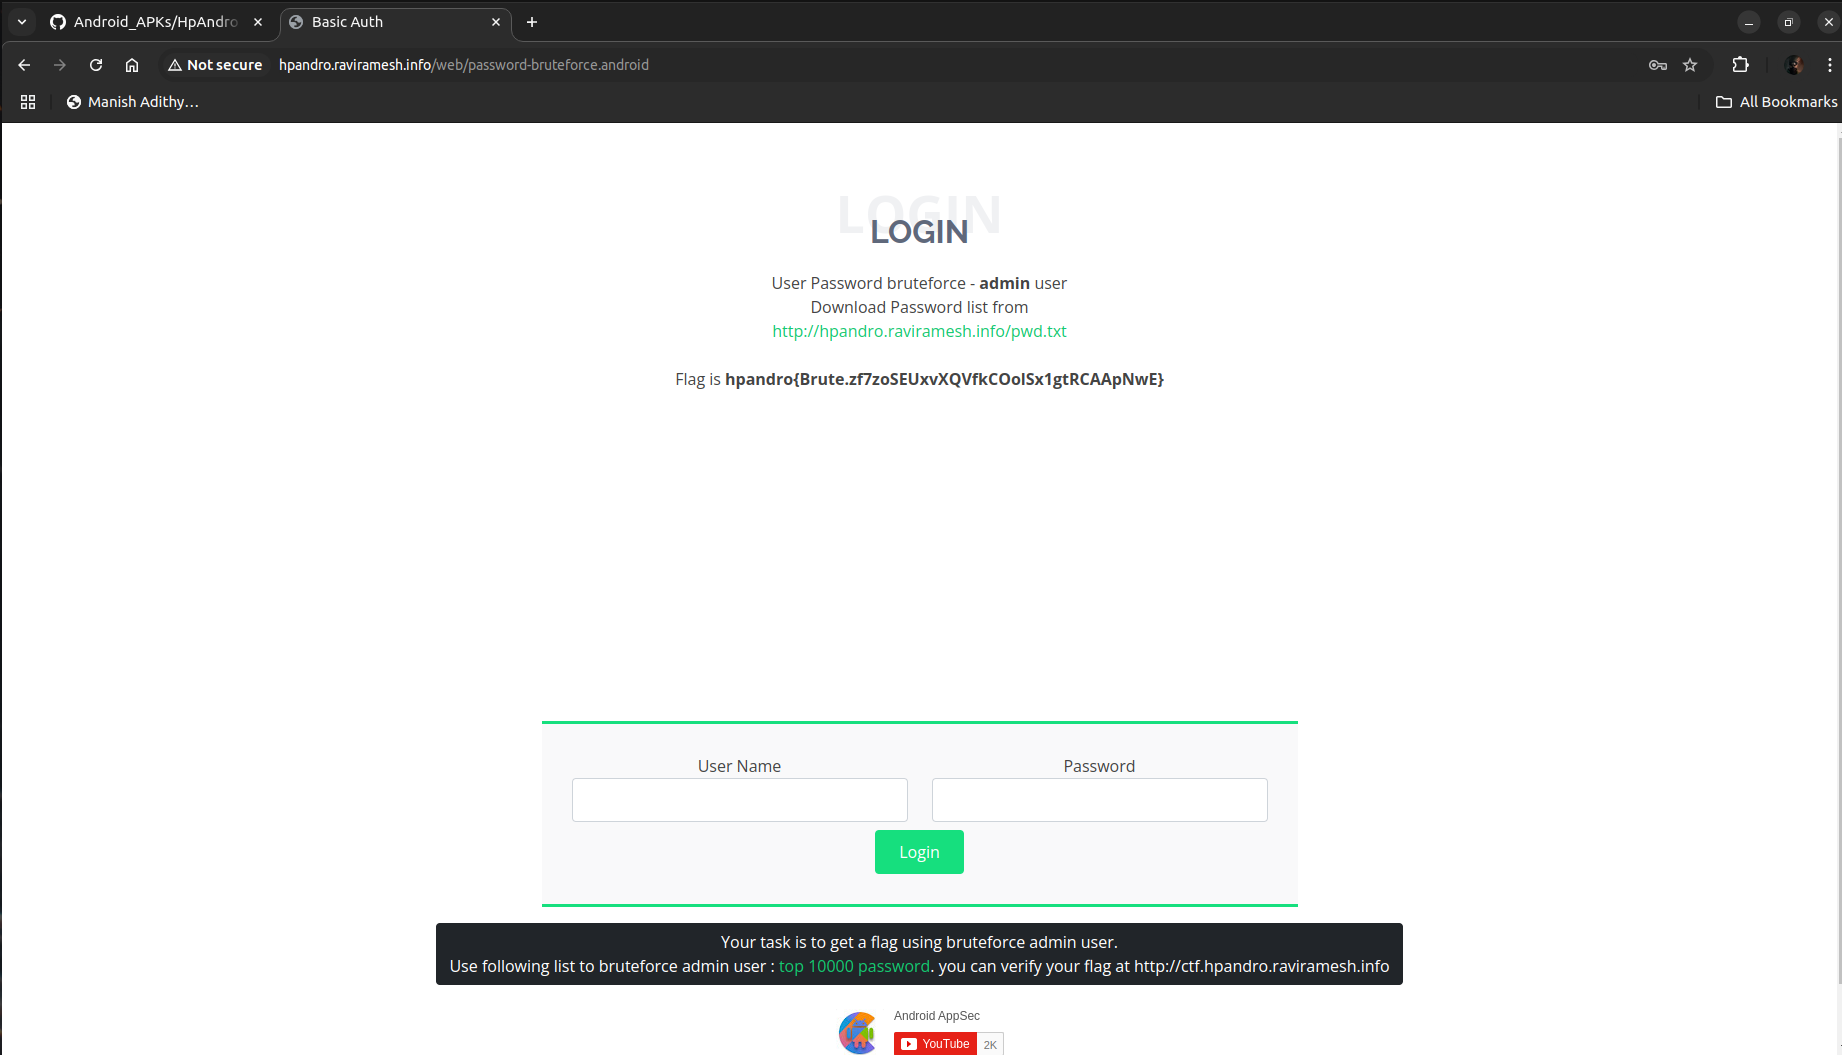 Android_APKs/HpAndro
Basic Auth
Not secure
hpandro.raviramesh.info/web/password-bruteforce.android
Manish Adithy…
All Bookmarks
LOGIN
LOGIN
User Password bruteforce - admin user
Download Password list from
http://hpandro.raviramesh.info/pwd.txt
Flag is hpandro{Brute.zf7zoSEUxvXQVfkCOolSx1gtRCAApNwE}
User Name
Password
Login
Your task is to get a flag using bruteforce admin user.
Use following list to bruteforce admin user : top 10000 password. you can verify your flag at http://ctf.hpandro.raviramesh.info
Android AppSec
YouTube 2K